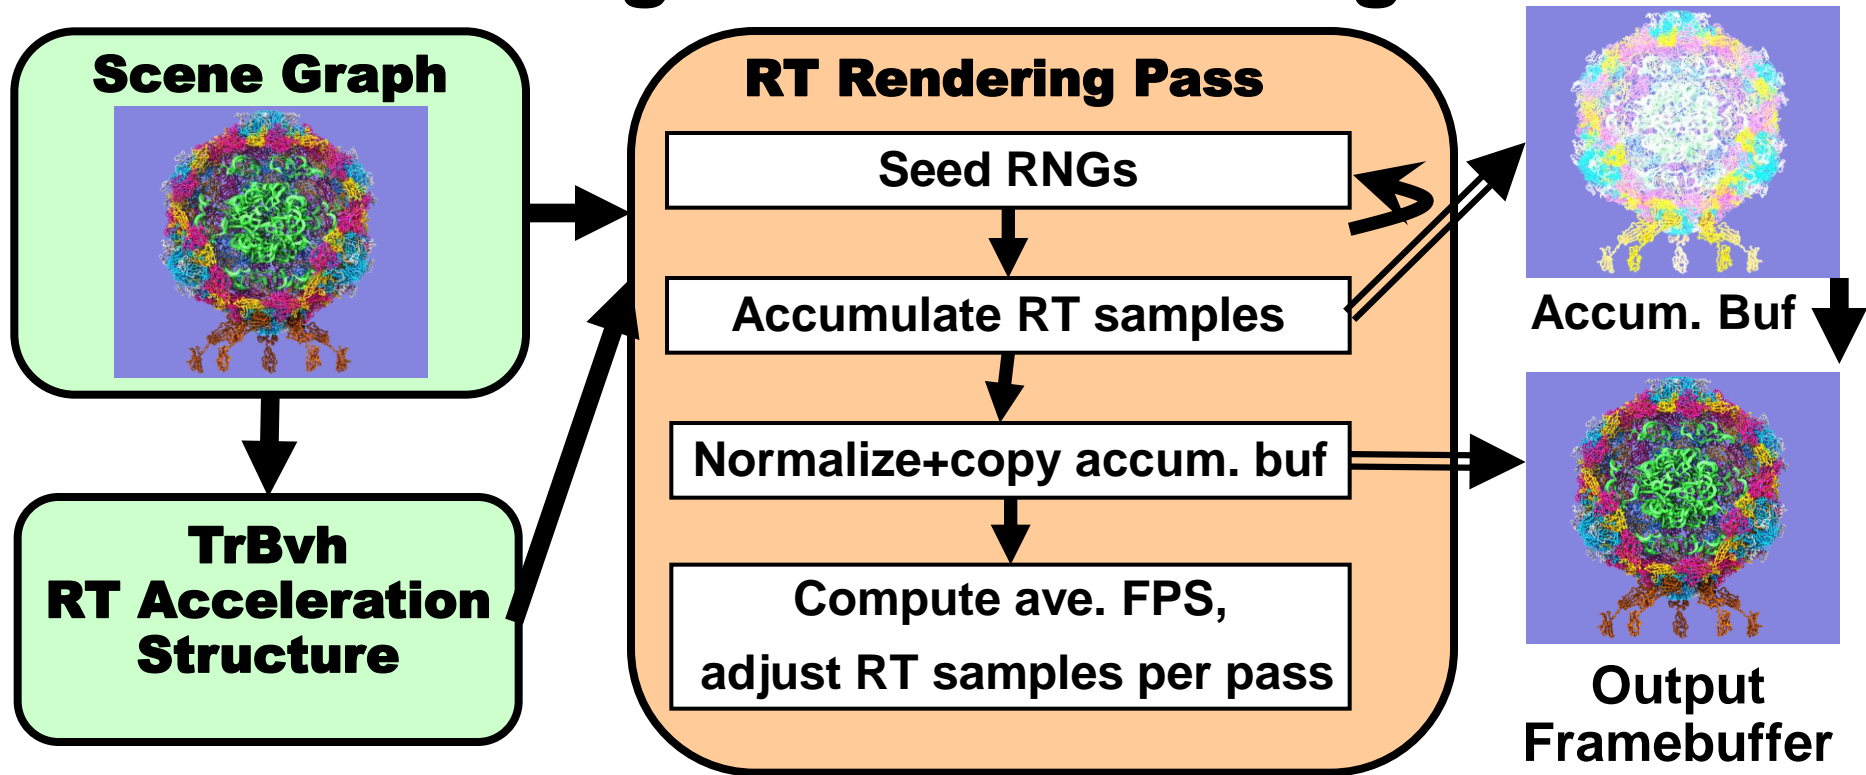 Scene Graph
TrBvh
RT Acceleration
Structure
RT Rendering Pass
Seed RNGs
Accumulate RT samples
Normalize+copy accum. buf
Compute ave. FPS,
adjust RT samples per pass
Accum. Buf
Output
Framebuffer